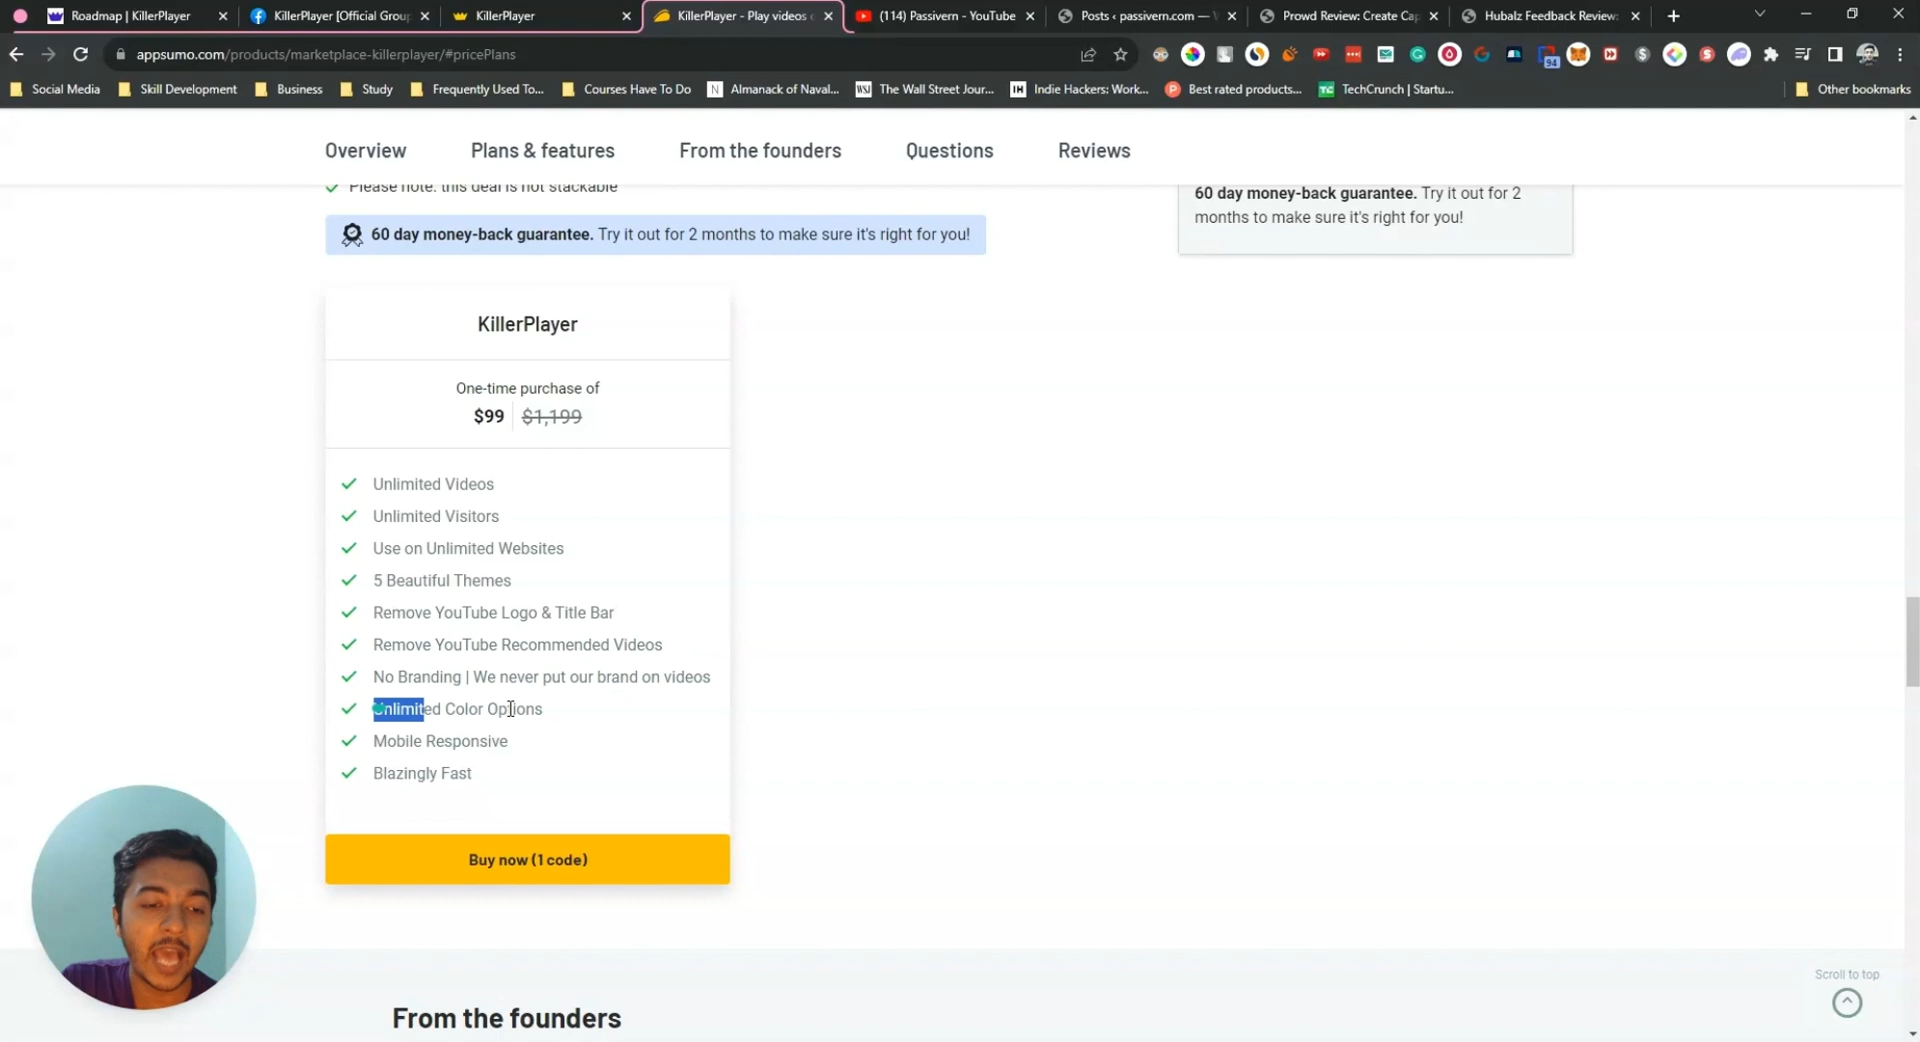 Roadmap | KillerPlayer
KillerPlayer [Official Grou
KillerPlayer
KillerPlayer - Play videos
(114) Passivern - YouTube
Posts ‹ passivern.com —
Prowd Review: Create Ca
Hubalz Feedback Review:
appsumo.com/products/marketplace-killerplayer/#pricePlans
94
Social Media
Skill Development
Business
Study
Frequently Used To...
Courses Have To Do
N Almanack of Naval...
WSJ The Wall Street Jour...
IH Indie Hackers: Work...
P Best rated products...
TC TechCrunch | Startu...
Other bookmarks
Overview
Plans & features
From the founders
Questions
Reviews
Please note: this deal is not stackable
60 day money-back guarantee. Try it out for 2 months to make sure it's right for you!
60 day money-back guarantee. Try it out for 2
months to make sure it's right for you!
KillerPlayer
One-time purchase of
$99 $1,199
Unlimited Videos
Unlimited Visitors
Use on Unlimited Websites
5 Beautiful Themes
Remove YouTube Logo & Title Bar
Remove YouTube Recommended Videos
No Branding | We never put our brand on videos
Unlimited Color Options
Mobile Responsive
Blazingly Fast
Buy now (1 code)
Scroll to top
From the founders